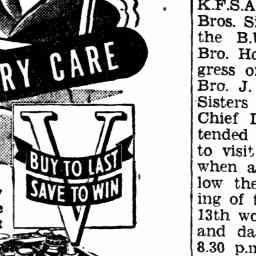 RY CARE
V
BUY TO LAST
SAVE TO WIN
K.F.S.A
Bros. Si
the B.
Bro. Ho
gress o
Bro. J.
Sisters
Chief
tended
to visit
when a
low the
ing of
13th wo
and da
8.30 p.m